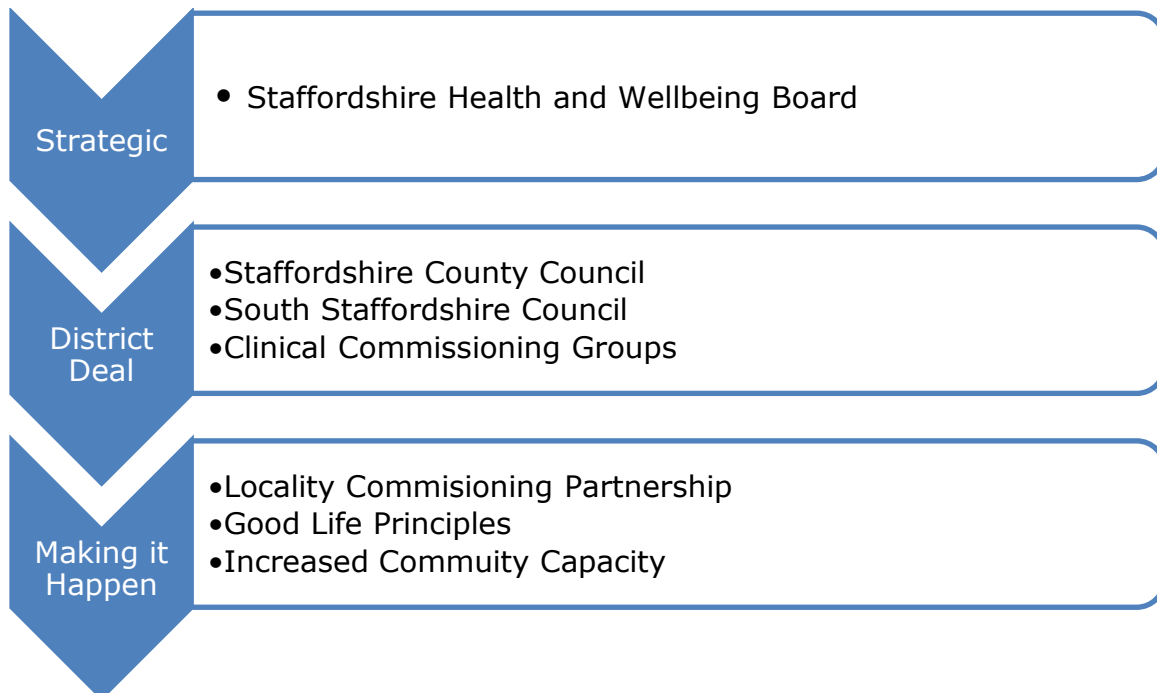 Strategic
• Staffordshire Health and Wellbeing Board
District
Deal
•Staffordshire County Council
•South Staffordshire Council
•Clinical Commissioning Groups
Making it
Happen
•Locality Commisioning Partnership
•Good Life Principles
•Increased Commuity Capacity